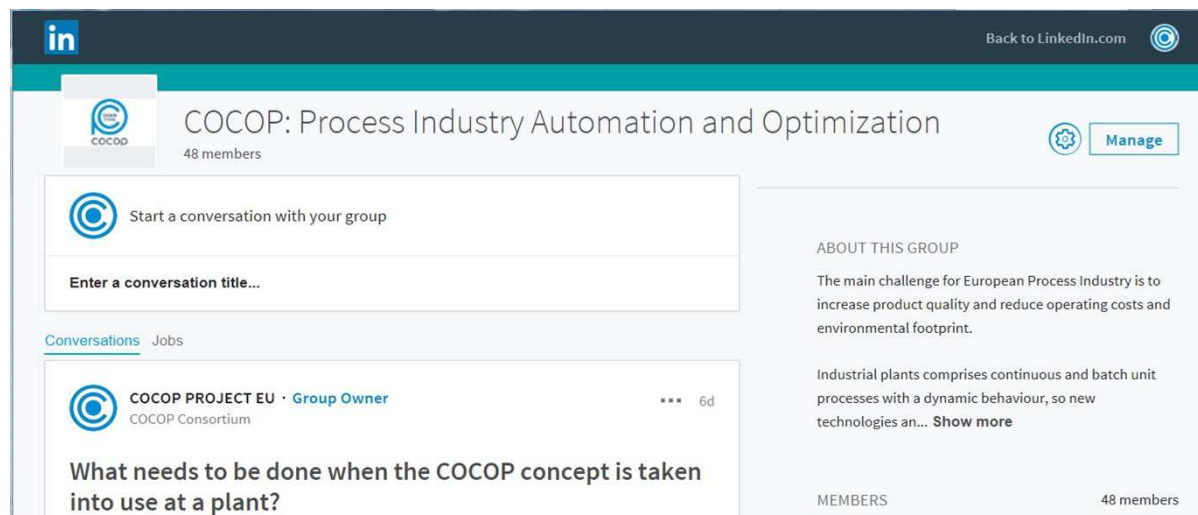 in
Back to LinkedIn.com
cocop
COCOP: Process Industry Automation and Optimization
48 members
Manage
Start a conversation with your group
Enter a conversation title...
Conversations Jobs
COCOP PROJECT EU · Group Owner
6d
COCOP Consortium
What needs to be done when the COCOP concept is taken
into use at a plant?
ABOUT THIS GROUP
The main challenge for European Process Industry is to
increase product quality and reduce operating costs and
environmental footprint.
Industrial plants comprises continuous and batch unit
processes with a dynamic behaviour, so new
technologies an... Show more
MEMBERS
48 members